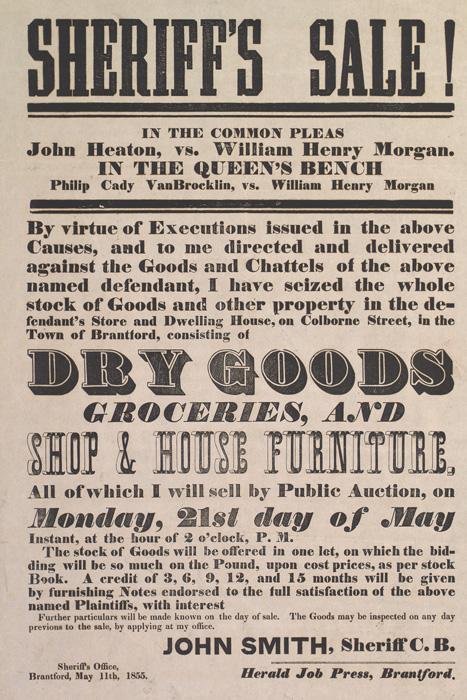 SHERIFF'S SALE!
IN THE COMMON PLEAS
John Heaton, vs. William Henry Morgan.
IN THE QUEEN'S BENCH
Philip Cady VanBrocklin, vs. William Henry Morgan
By virtue of Executions issued in the above
Causes, and to me directed and delivered
against the Goods and Chattels of the above
named defendant, I have seized the whole
stock of Goods and other property in the de-
fendant's Store and Dwelling House, on Colborne Street, in the
Town of Brantford, consisting of
DRY GOODS
GROCERIES, AND
SHOP & HOUSE FURNITURE,
All of which I will sell by Public Auction, on
Monday, 21st day of May
Instant, at the hour of 2 o'clock, P. M.
The stock of Goods will be offered in one lot, on which the bid-
ding will be so much on the Pound, upon cost prices, as per stock
Book. A credit of 3, 6, 9, 12, and 15 months will be given
by furnishing Notes endorsed to the full satisfaction of the above
named Plaintiffs, with interest
Further particulars will be made known on the day of sale. The Goods may be inspected on any day
previons to the sale, by applying at my office.
JOHN SMITH, Sheriff C. B.
Sheriff's Office,
Brantford, May 11th, 1855.
Herald Job Press, Brantford.